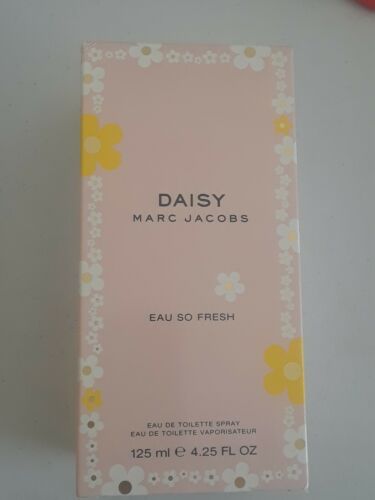 DAISY
MARC JACOBS
EAU SO FRESH
EAU DE TOILETTE SPRAY
EAU DE TOILETTE VAPORISATEUR
125 ml ℮ 4.25 FL OZ